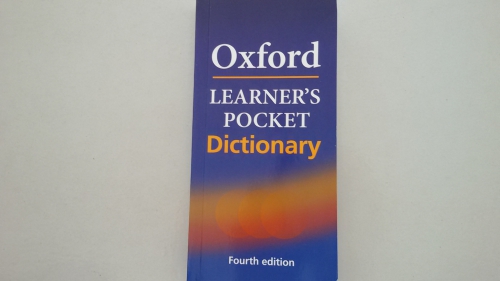 Oxford
LEARNER'S
POCKET
Dictionary
Fourth edition